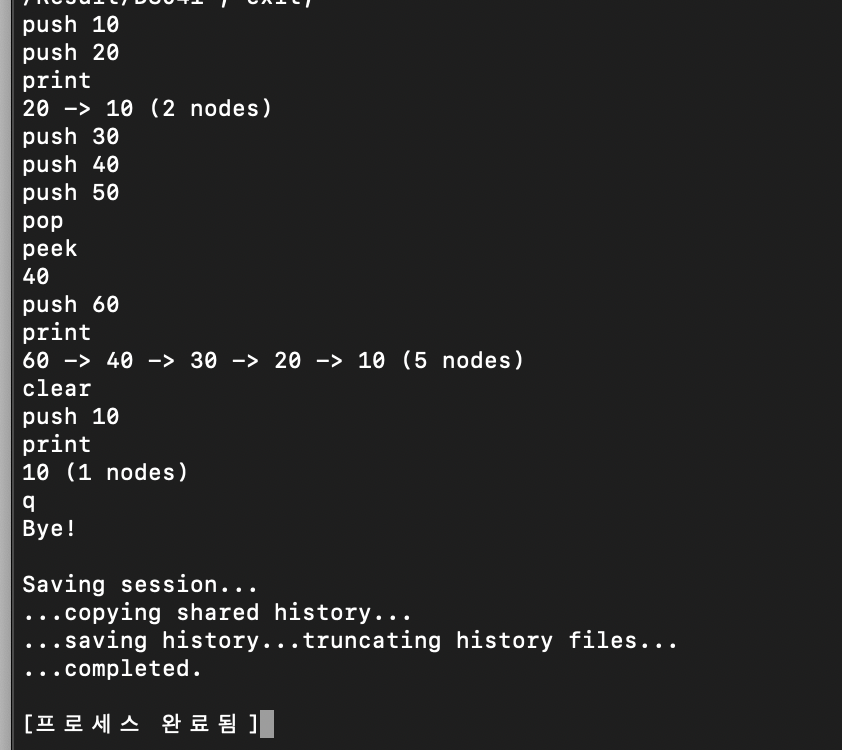 push 10
push 20
print
20 -> 10 (2 nodes)
push 30
push 40
push 50
pop
peek
40
push 60
print
60 -> 40 -> 30 -> 20 -> 10 (5 nodes)
clear
push 10
print
10 (1 nodes)
q
Bye!
Saving session...
...copying shared history...
...saving history...truncating history files...
...completed.
[프로세스 완료됨]